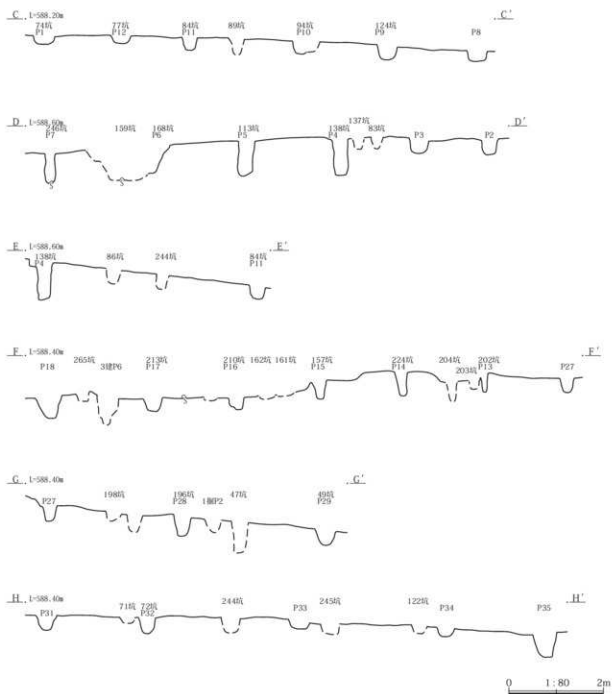 C L=588.20m C′
74坑 77坑 84坑 89坑 94坑 124坑
P1 P12 P11 P10 P9 P8
D L=588.60m D′
246坑 159坑 168坑 113坑 138坑 137坑 83坑
P7 P6 P5 P4 P3 P2
S S
E L=588.60m E′
138坑 86坑 244坑 84坑
P4 P11
F L=588.40m F′
265坑 213坑 210坑 162坑 161坑 157坑 224坑 204坑 202坑
P18 3建P6 P17 P16 P15 P14 203坑 P13 P27
S
G L=588.40m G′
198坑 196坑 47坑 49坑
P27 P28 P2 P29
H L=588.40m H′
71坑 72坑 244坑 245坑 122坑
P31 P32 P33 P34 P35
0 1:80 2m